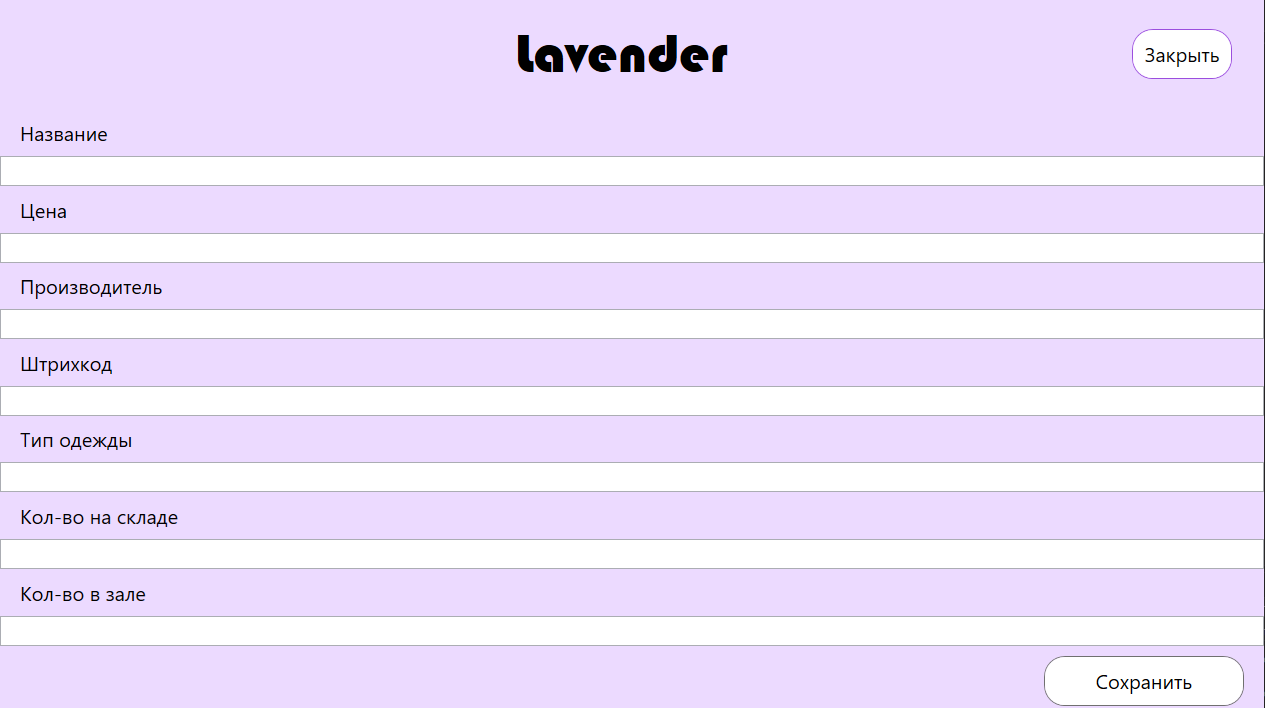 Lavender
Закрыть
Название
Цена
Производитель
Штрихкод
Тип одежды
Кол-во на складе
Кол-во в зале
Сохранить